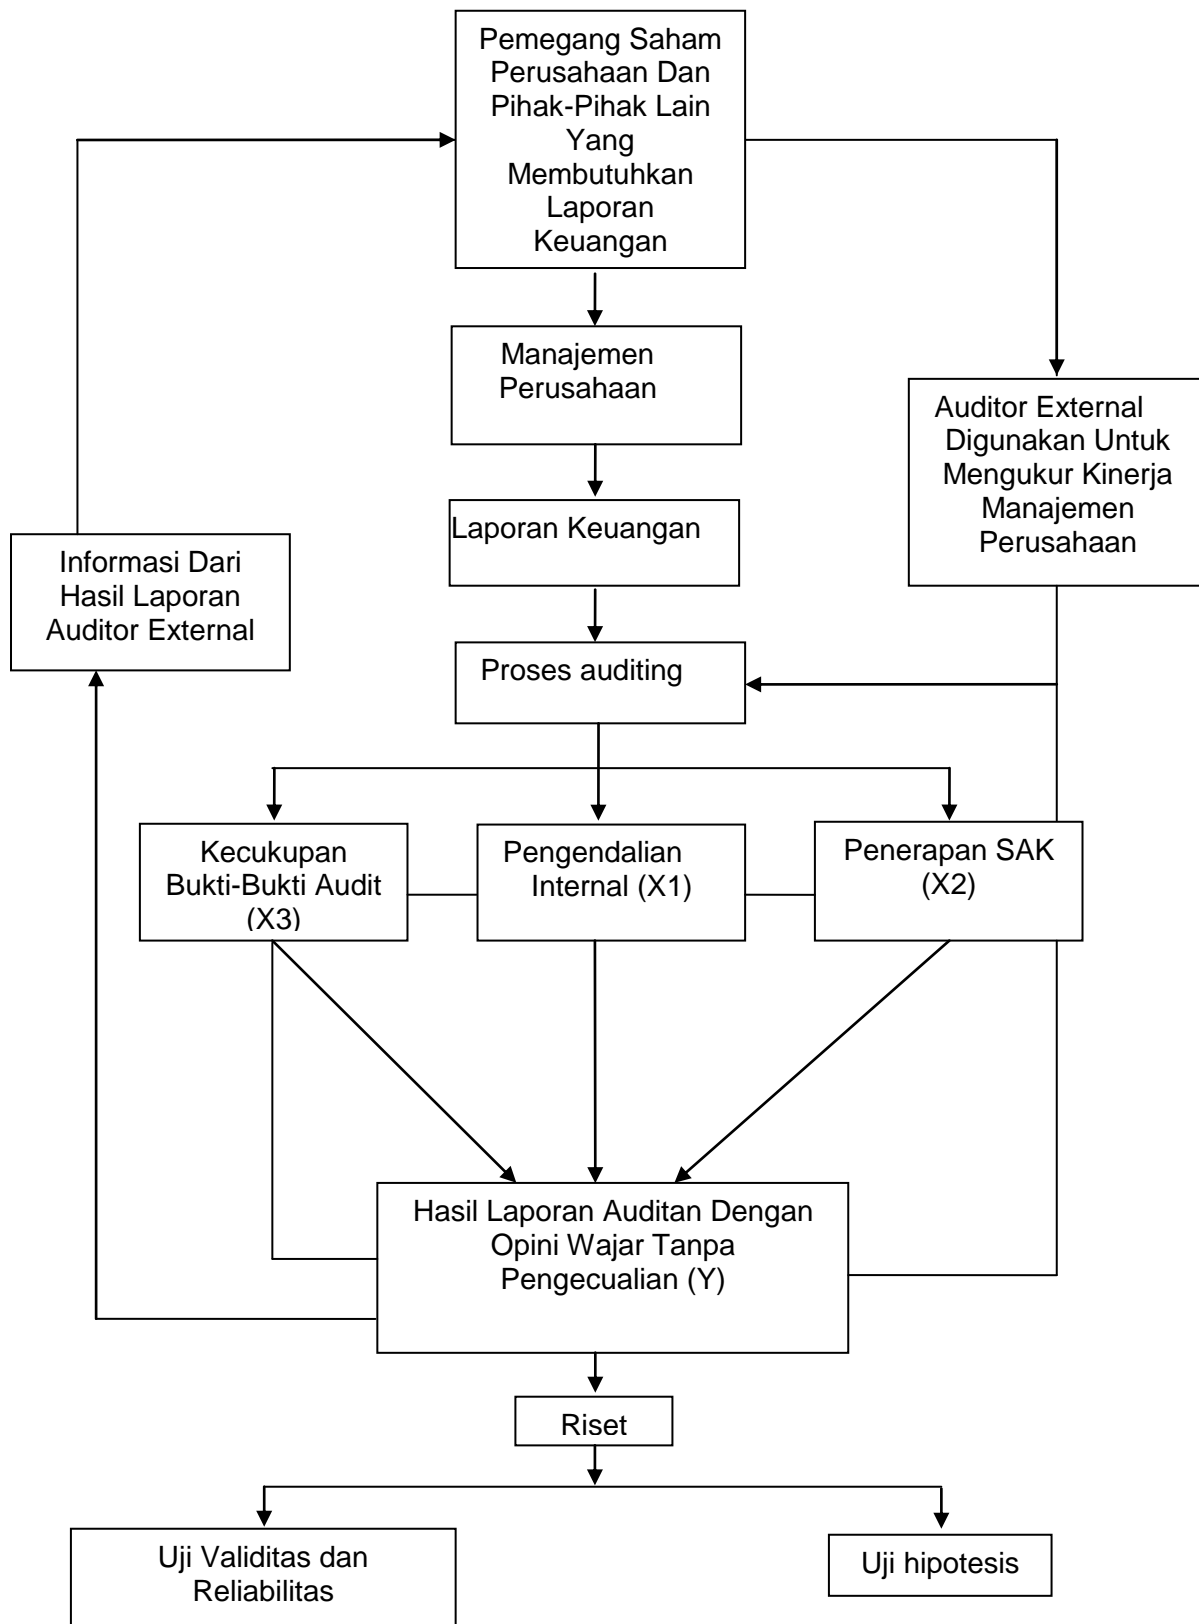 Pemegang Saham
Perusahaan Dan
Pihak-Pihak Lain
Yang
Membutuhkan
Laporan
Keuangan
Manajemen
Perusahaan
Auditor External
Digunakan Untuk
Mengukur Kinerja
Manajemen
Perusahaan
Laporan Keuangan
Informasi Dari
Hasil Laporan
Auditor External
Proses auditing
Kecukupan
Bukti-Bukti Audit
(X3)
Pengendalian
Internal (X1)
Penerapan SAK
(X2)
Hasil Laporan Auditan Dengan
Opini Wajar Tanpa
Pengecualian (Y)
Riset
Uji Validitas dan
Reliabilitas
Uji hipotesis